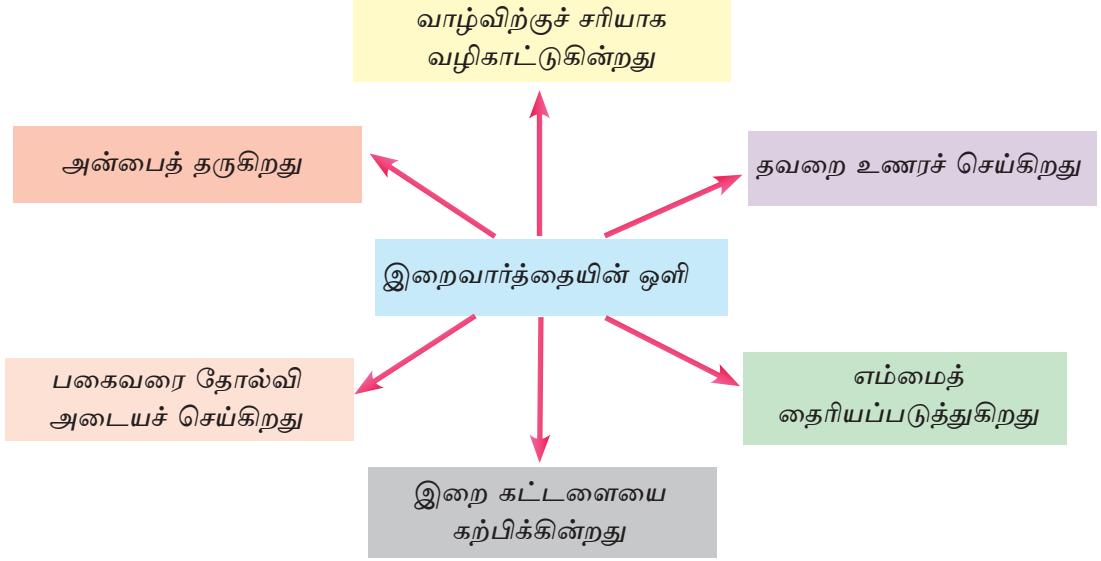 வாழ்விற்குச் சரியாக
வழிகாட்டுகின்றது
அன்பைத் தருகிறது
தவறை உணரச் செய்கிறது
இறைவார்த்தையின் ஒளி
பகைவரை தோல்வி
அடையச் செய்கிறது
எம்மைத்
தைரியப்படுத்துகிறது
இறை கட்டளையை
கற்பிக்கின்றது